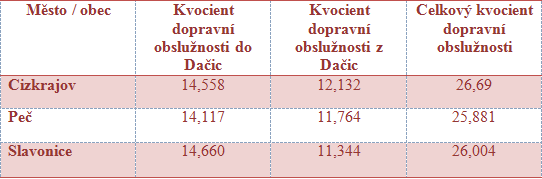 Město / obec Kvocient Kvocient Celkový kvocient
dopravní dopravní dopravní
obslužnosti do obslužnosti z obslužnosti
Dačic Dačic
Cizkrajov 14,558 12,132 26,69
Peč 14,117 11,764 25,881
Slavonice 14,660 11,344 26,004